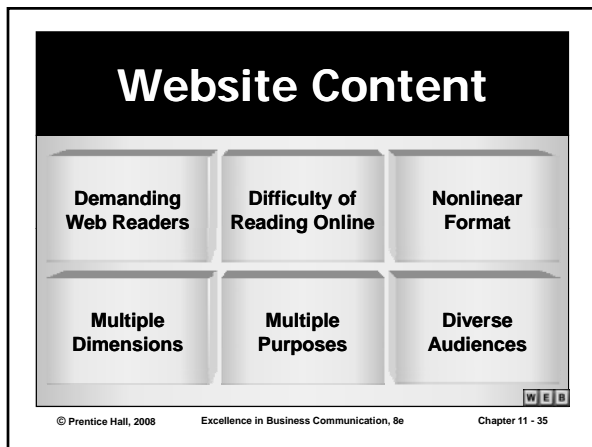 Website Content
Demanding
Web Readers
Difficulty of
Reading Online
Nonlinear
Format
Multiple
Dimensions
Multiple
Purposes
Diverse
Audiences
W E B
© Prentice Hall, 2008 Excellence in Business Communication, 8e Chapter 11 - 35